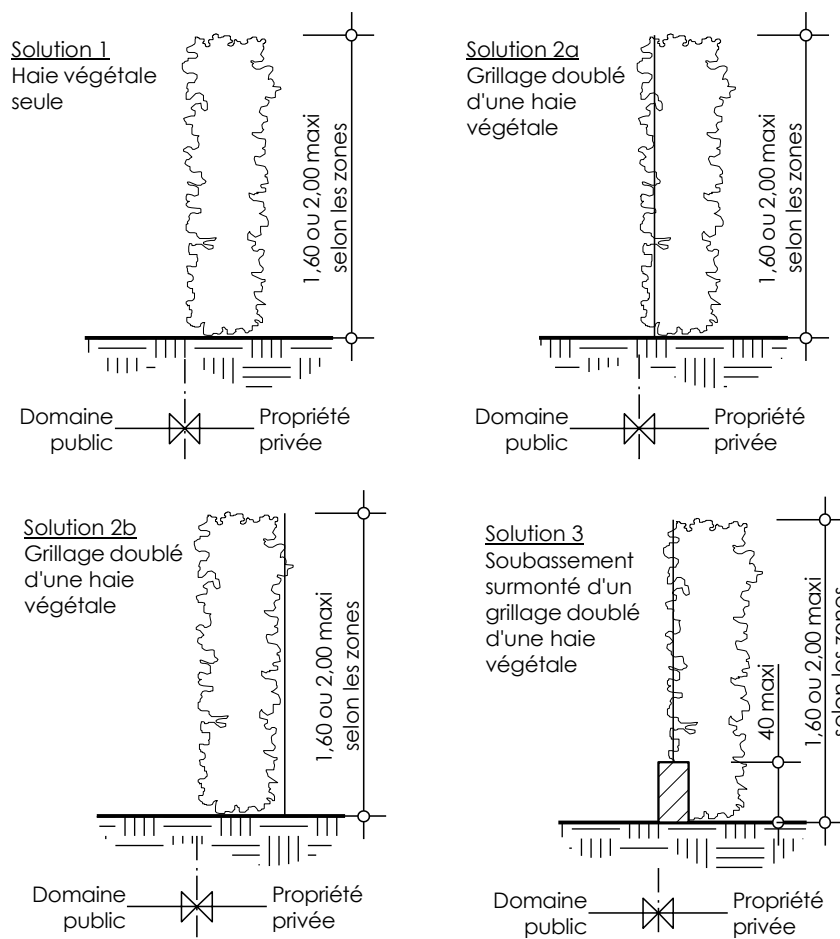 Solution 1
Haie végétale
seule
1,60 ou 2,00 maxi
selon les zones
Domaine
public
Propriété
privée
Solution 2a
Grillage doublé
d'une haie
végétale
1,60 ou 2,00 maxi
selon les zones
Domaine
public
Propriété
privée
Solution 2b
Grillage doublé
d'une haie
végétale
1,60 ou 2,00 maxi
selon les zones
Domaine
public
Propriété
privée
Solution 3
Soubassement
surmonté d'un
grillage doublé
d'une haie
végétale
40 maxi
1,60 ou 2,00 maxi
selon les zones
Domaine
public
Propriété
privée